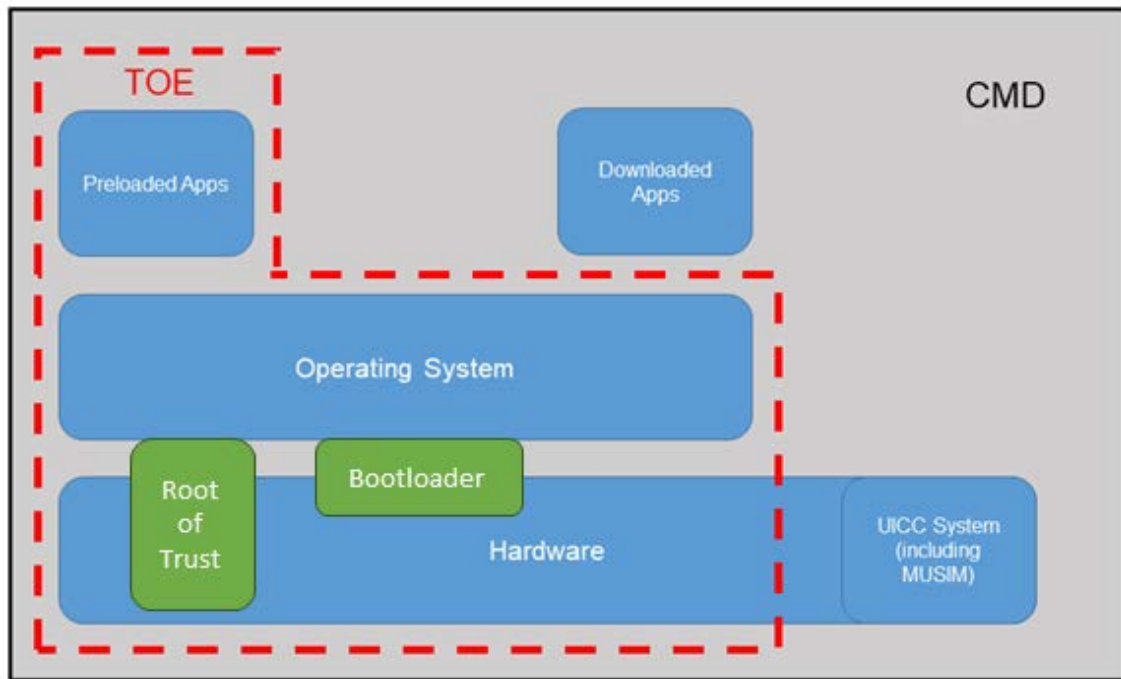 TOE
CMD
Preloaded Apps
Downloaded
Apps
Operating System
Root
of
Trust
Bootloader
Hardware
UICC System
(including
MUSIM)